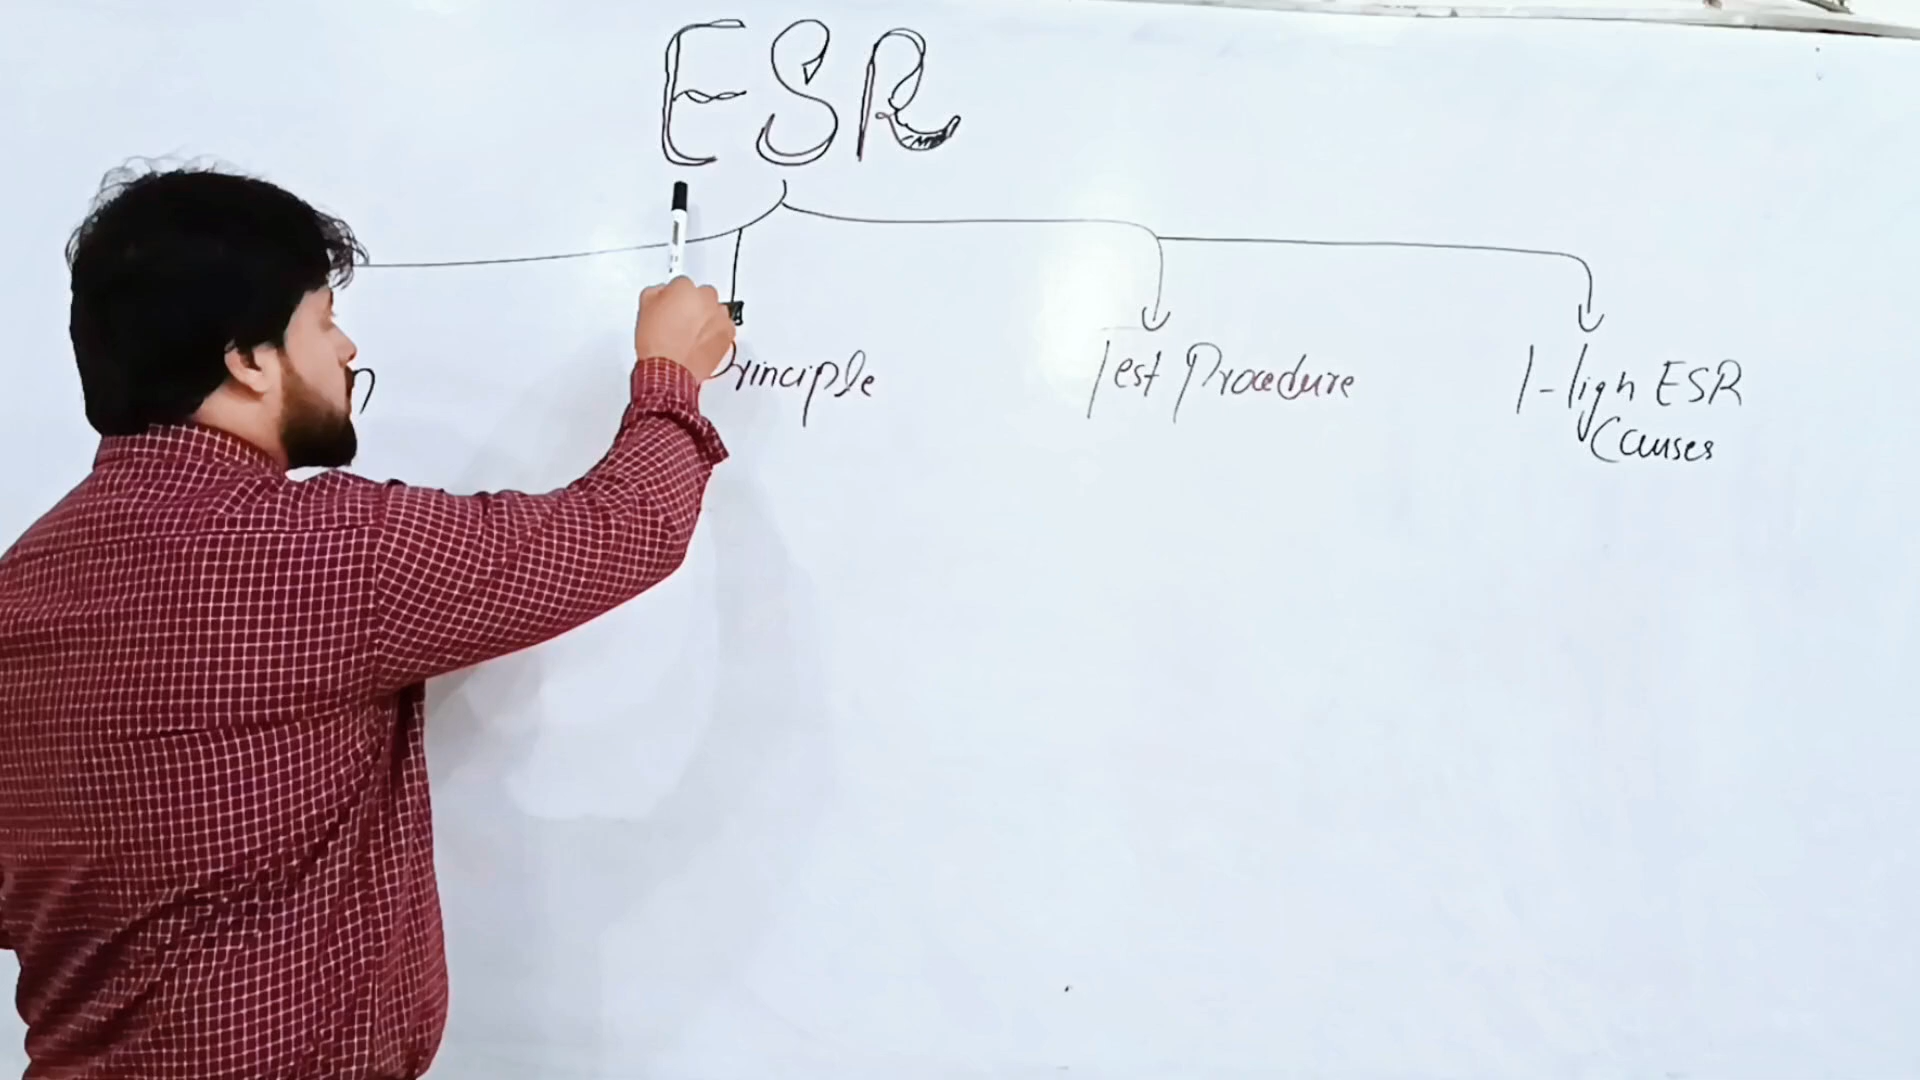 ESR
Principle
Test Procedure
High ESR
Causes